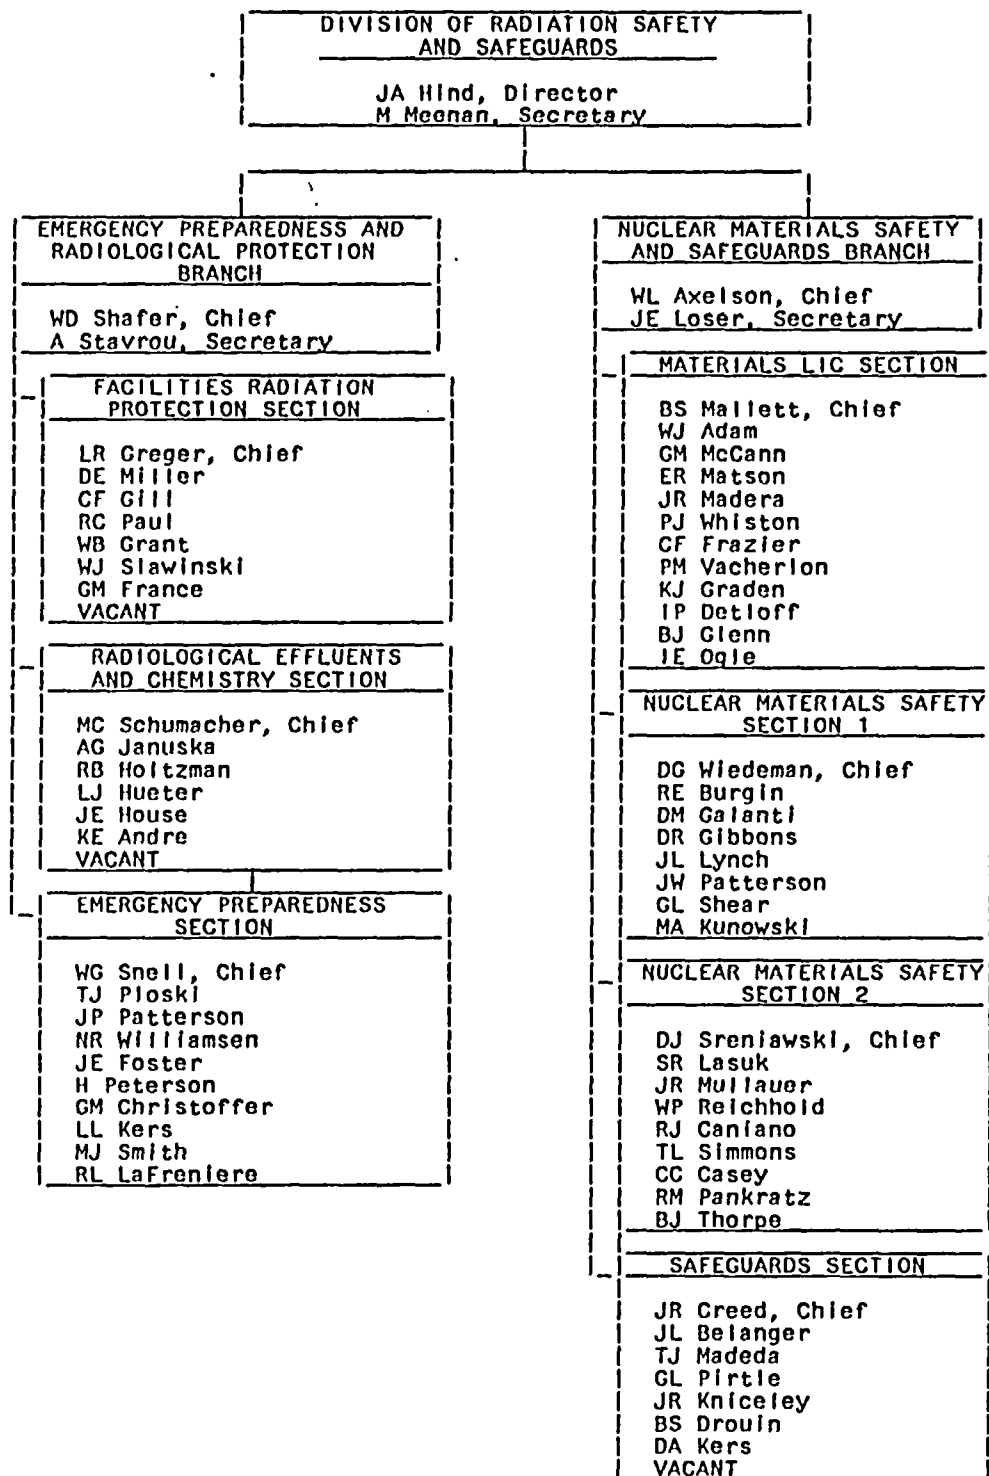 DIVISION OF RADIATION SAFETY
AND SAFEGUARDS
JA Hind, Director
M Meenan, Secretary
EMERGENCY PREPAREDNESS AND
RADIOLOGICAL PROTECTION
BRANCH
WD Shafer, Chief
A Stavrou, Secretary
FACILITIES RADIATION
PROTECTION SECTION
LR Greger, Chief
DE Miller
CF Gill
RC Paul
WB Grant
WJ Slawinski
GM France
VACANT
RADIOLOGICAL EFFLUENTS
AND CHEMISTRY SECTION
MC Schumacher, Chief
AG Januska
RB Holtzman
LJ Hueter
JE House
KE Andre
VACANT
EMERGENCY PREPAREDNESS
SECTION
WG Snell, Chief
TJ Ploski
JP Patterson
NR Williamsen
JE Foster
H Peterson
GM Christoffer
LL Kers
MJ Smith
RL LaFreniere
NUCLEAR MATERIALS SAFETY
AND SAFEGUARDS BRANCH
WL Axelson, Chief
JE Loser, Secretary
MATERIALS LIC SECTION
BS Mallett, Chief
WJ Adam
GM McCann
ER Matson
JR Madera
PJ Whiston
CF Frazier
PM Vacherlon
KJ Graden
IP Detloff
BJ Glenn
IE Ogle
NUCLEAR MATERIALS SAFETY
SECTION 1
DG Wiedeman, Chief
RE Burgin
DM Galanti
DR Gibbons
JL Lynch
JW Patterson
GL Shear
MA Kunowski
NUCLEAR MATERIALS SAFETY
SECTION 2
DJ Sreniawski, Chief
SR Lasuk
JR Mullauer
WP Reichhold
RJ Caniano
TL Simmons
CC Casey
RM Pankratz
BJ Thorpe
SAFEGUARDS SECTION
JR Creed, Chief
JL Belanger
TJ Madeda
GL Pirtle
JR Kniceley
BS Drouin
DA Kers
VACANT